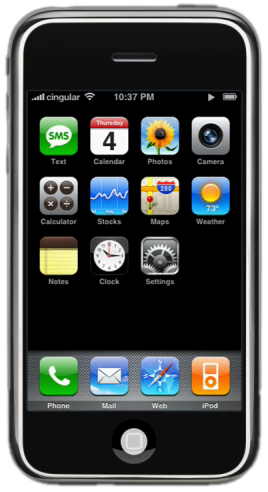 cingular 10:37 PM
SMS
Thursday
4
280
73°
Text Calendar Photos Camera
Calculator Stocks Maps Weather
Notes Clock Settings
Phone Mail Web iPod